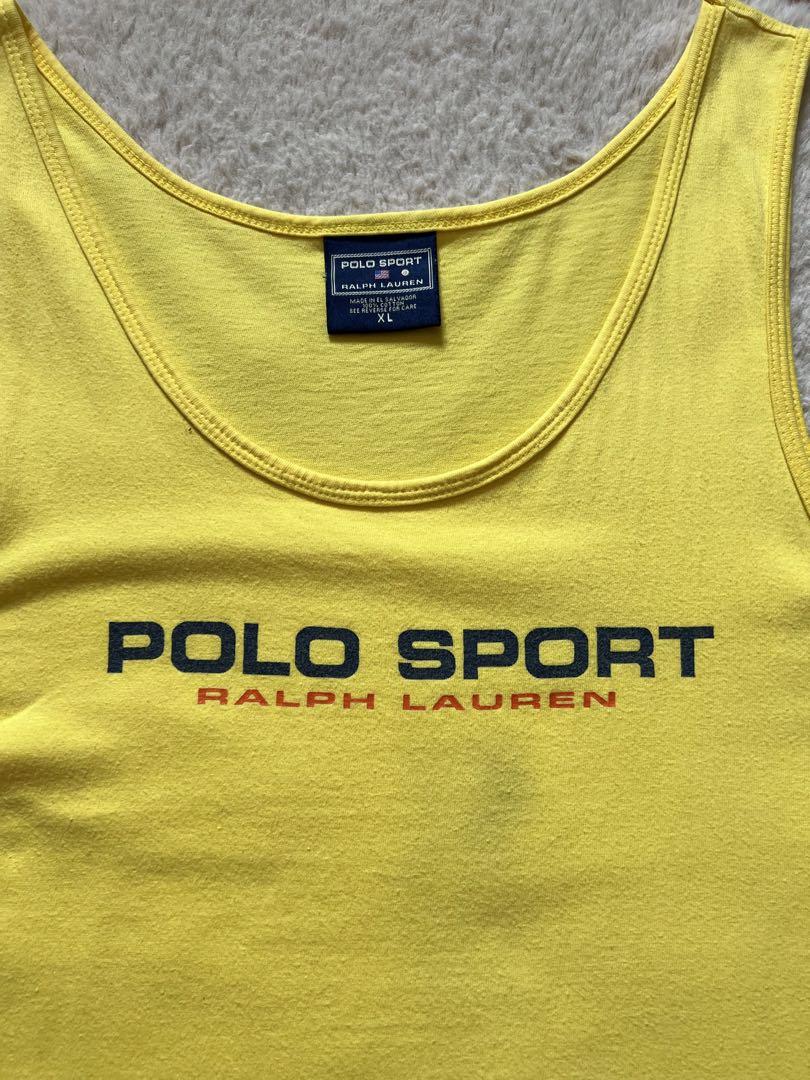 POLO SPORT
RALPH LAUREN
MADE IN EL SALVADOR
100% COTTON
SEE REVERSE FOR CARE
XL
POLO SPORT
RALPH LAUREN